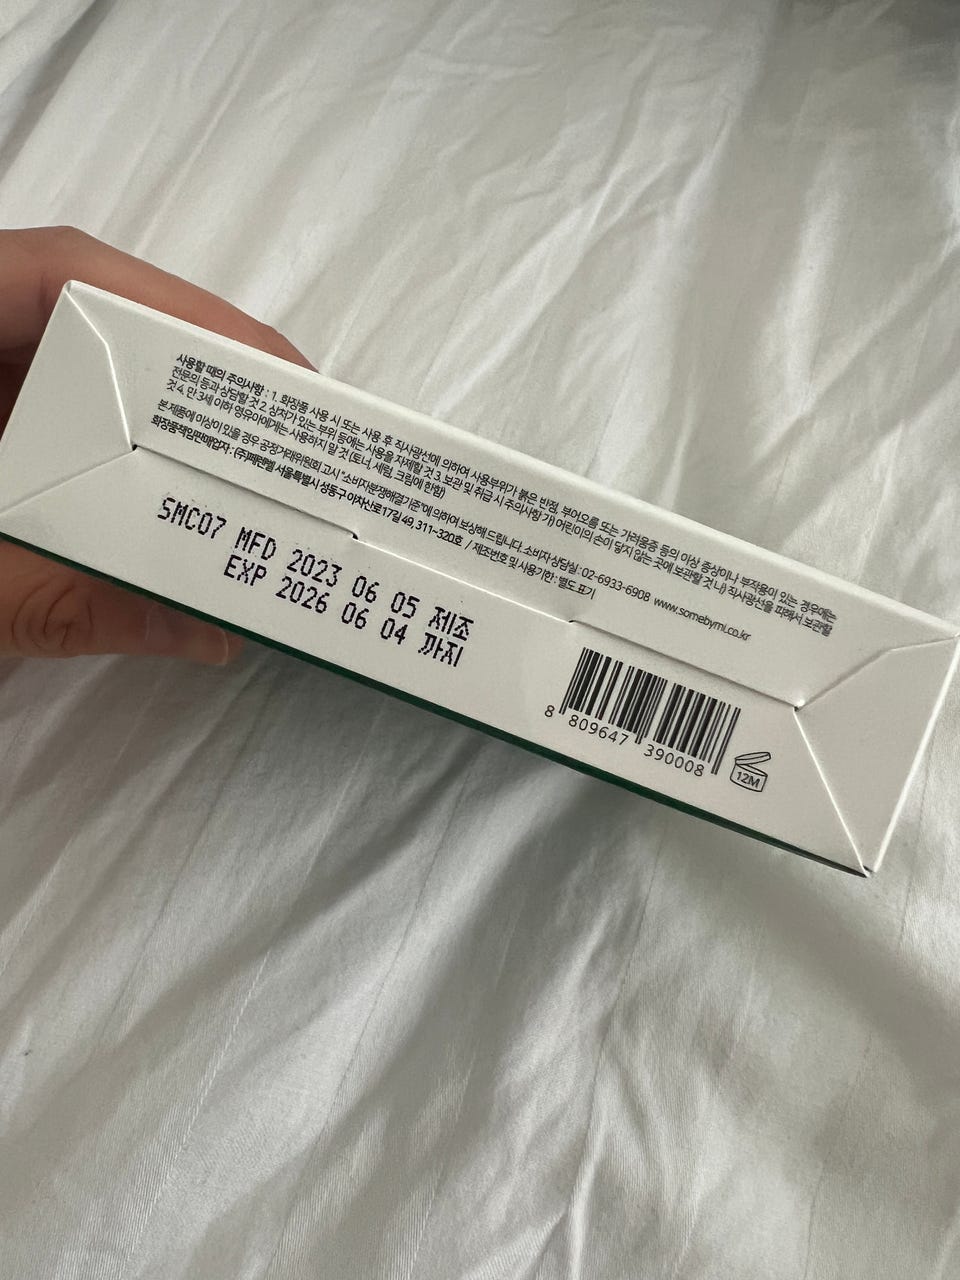 사용할 때의 주의사항 : 1. 화장품 사용 시 또는 사용 후 직사광선에 의하여 사용부위가 붉은 반점, 부어오름 또는 가려움증 등의 이상 증상이나 부작용이 있는 경우에는
전문의 등과 상담할 것 2. 상처가 있는 부위 등에는 사용을 자제할 것 3. 보관 및 취급 시 주의사항 가) 어린이의 손이 닿지 않는 곳에 보관할 것 나) 직사광선을 피해서 보관할
것 4. 만 3세 이하 영유아에게는 사용하지 말 것 (토너, 세럼, 크림에 한함)
본 제품에 이상이 있을 경우 공정거래위원회 고시 "소비자분쟁해결기준"에 의하여 보상해 드립니다. 소비자 상담실 : 02-6933-6908 www.somebymi.co.kr
화장품책임판매업자 : (주)페렌벨 서울특별시 성동구 아차산로17길 49, 311~320호 / 제조번호 및 사용기한 : 별도 표기
SMC07 MFD 2023 06 05 제조
EXP 2026 06 04 까지
8 809647 390008
12M